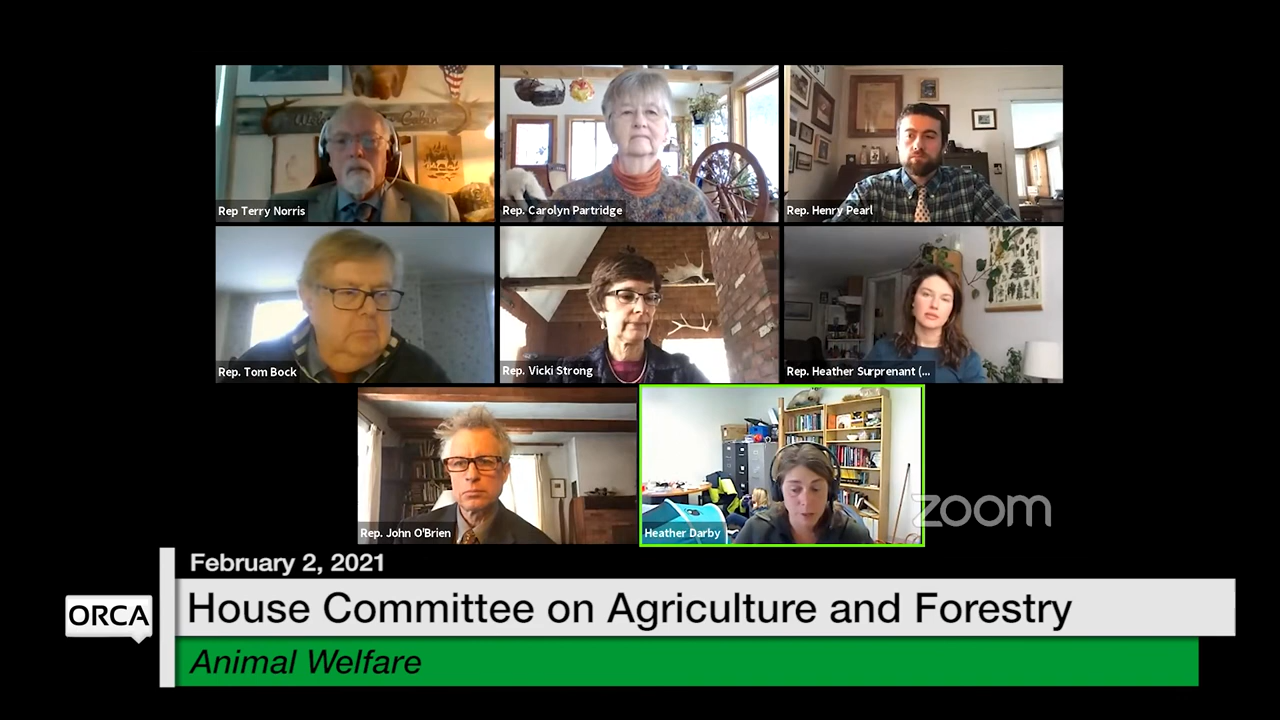 Rep Terry Norris
Rep. Carolyn Partridge
Rep. Henry Pearl
Rep. Tom Bock
Rep. Vicki Strong
Rep. Heather Surprenant (...
Rep. John O'Brien
Heather Darby
zoom
February 2, 2021
ORCA
House Committee on Agriculture and Forestry
Animal Welfare